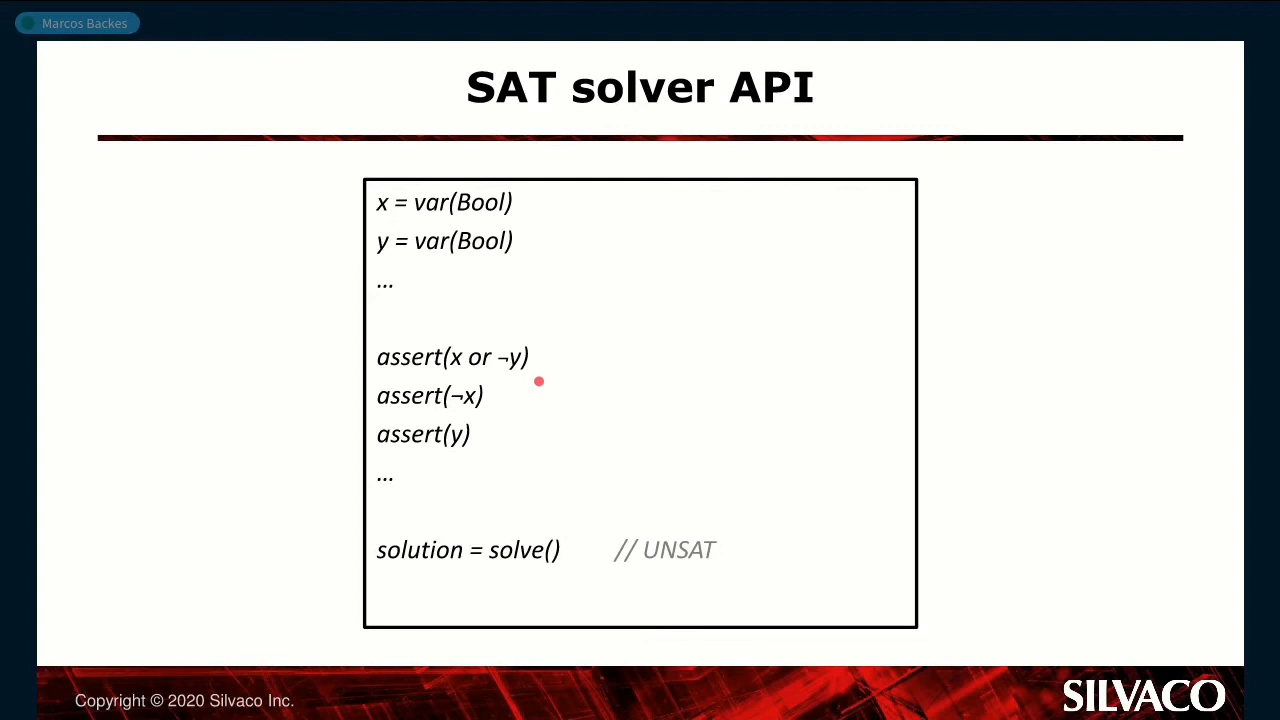 Marcos Backes
SAT solver API
x = var(Bool)
y = var(Bool)
...
assert(x or ¬y)
assert(¬x)
assert(y)
...
solution = solve() // UNSAT
Copyright © 2020 Silvaco Inc.
SILVACO